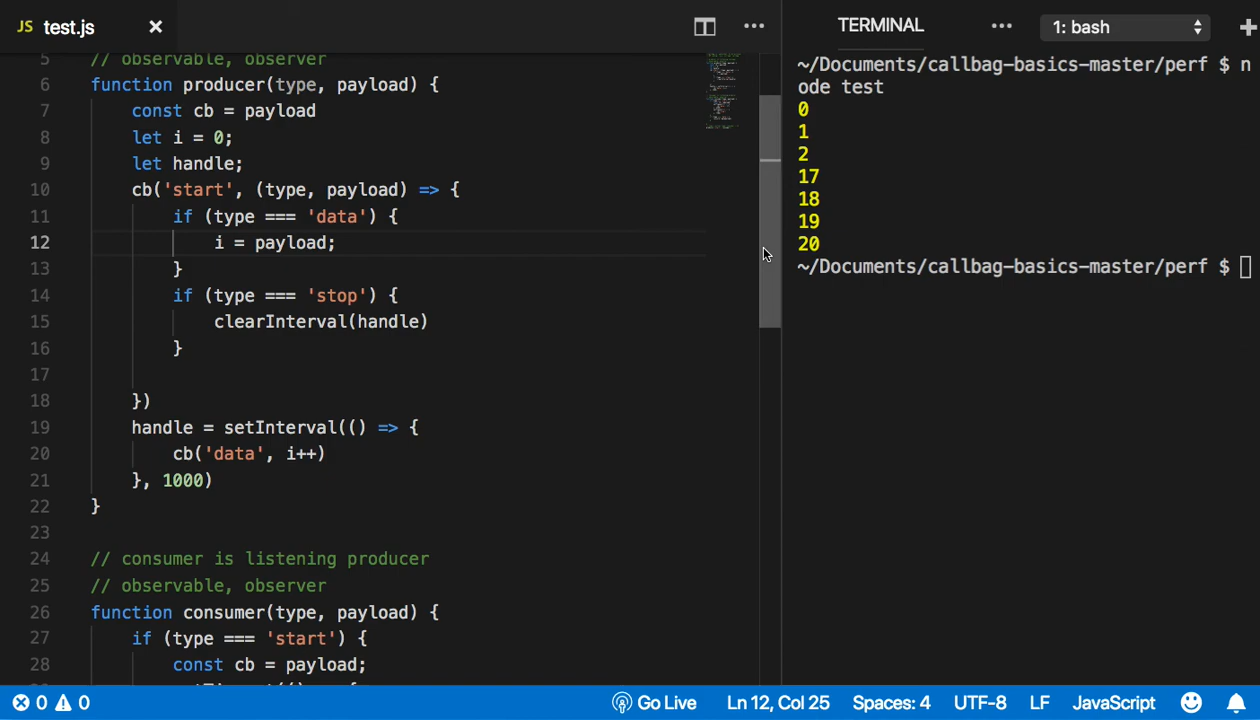 JS test.js
TERMINAL
1: bash
5 // observable, observer
6 function producer(type, payload) {
7 const cb = payload
8 let i = 0;
9 let handle;
10 cb('start', (type, payload) => {
11 if (type === 'data') {
12 i = payload;
13 }
14 if (type === 'stop') {
15 clearInterval(handle)
16 }
17
18 })
19 handle = setInterval(() => {
20 cb('data', i++)
21 }, 1000)
22 }
23
24 // consumer is listening producer
25 // observable, observer
26 function consumer(type, payload) {
27 if (type === 'start') {
28 const cb = payload;
~/Documents/callbag-basics-master/perf $ n
ode test
0
1
2
17
18
19
20
~/Documents/callbag-basics-master/perf $
0 0
Go Live
Ln 12, Col 25
Spaces: 4
UTF-8
LF
JavaScript